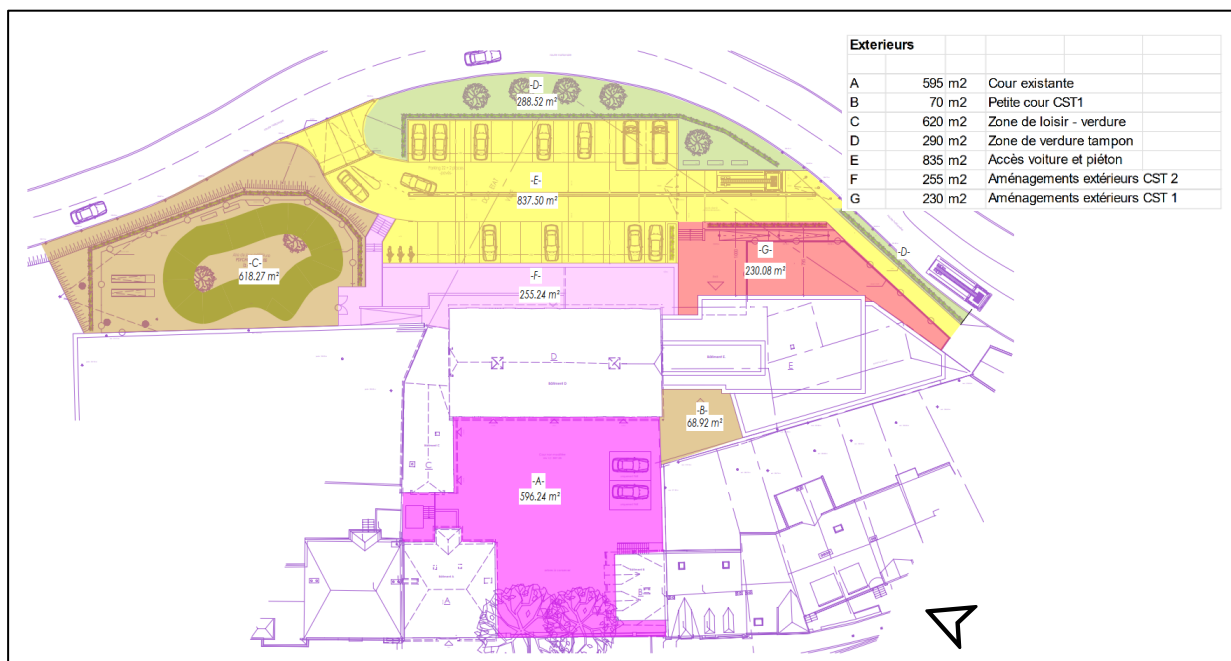 Exterieurs
A 595 m2 Cour existante
B 70 m2 Petite cour CST1
C 620 m2 Zone de loisir - verdure
D 290 m2 Zone de verdure tampon
E 835 m2 Accès voiture et piéton
F 255 m2 Aménagements extérieurs CST 2
G 230 m2 Aménagements extérieurs CST 1
-D-
288.52 m²
-E-
837.50 m²
-D-
-G-
230.08 m²
-C-
618.27 m²
-F-
255.24 m²
D
Bâtiment D
E
-B-
68.92 m²
C
-A-
596.24 m²
A